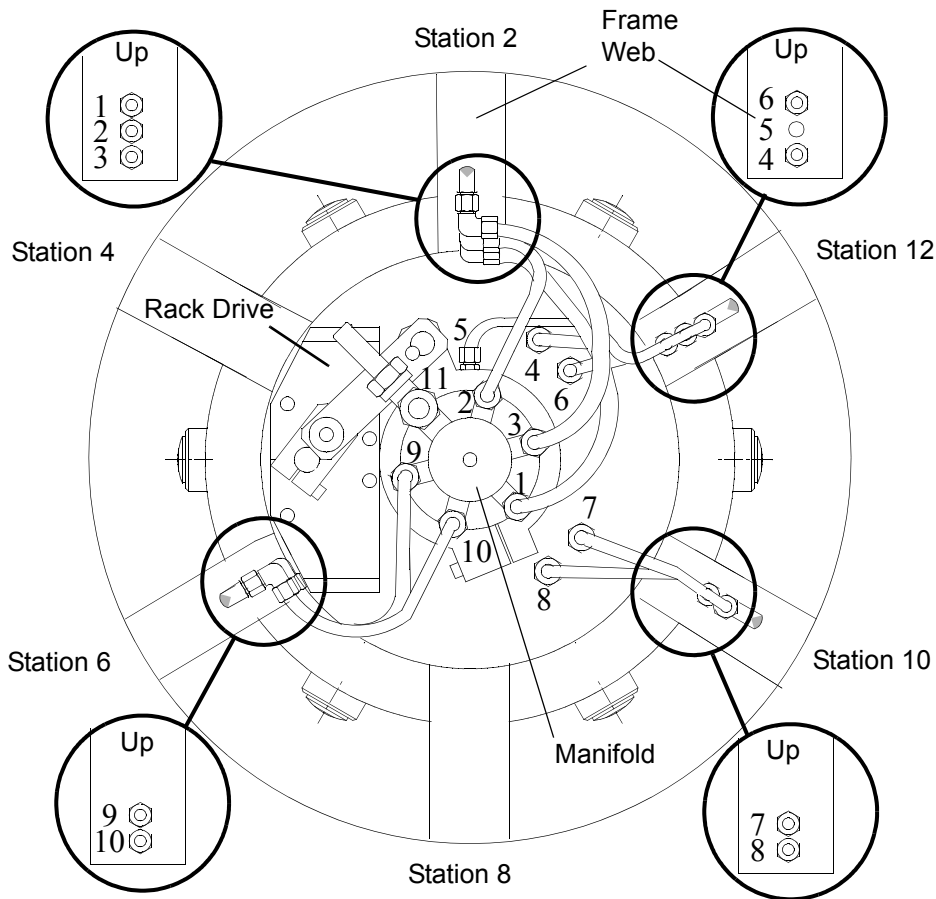 Station 2
Frame
Web
Up
1
2
3
Up
6
5
4
Station 4
Station 12
Rack Drive
5
4
11
2
6
3
9
1
7
10
8
Station 6
Station 10
Manifold
Up
9
10
Up
7
8
Station 8